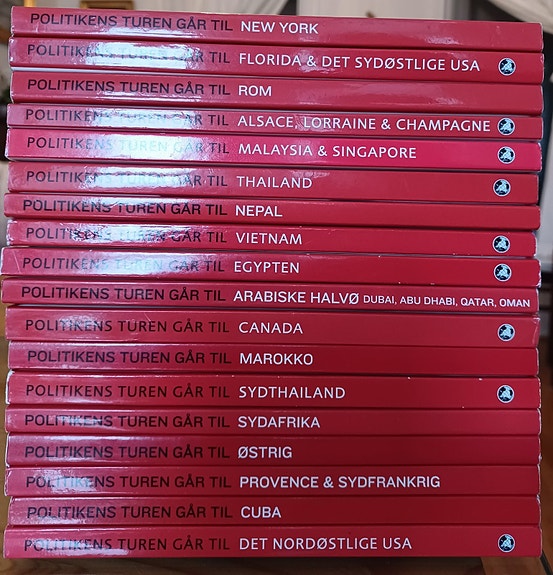 POLITIKENS TUREN GÅR TIL NEW YORK
POLITIKENS TUREN GÅR TIL FLORIDA & DET SYDØSTLIGE USA
POLITIKENS TUREN GÅR TIL ROM
POLITIKENS TUREN GÅR TIL ALSACE, LORRAINE & CHAMPAGNE
POLITIKENS TUREN GÅR TIL MALAYSIA & SINGAPORE
POLITIKENS TUREN GÅR TIL THAILAND
POLITIKENS TUREN GÅR TIL NEPAL
POLITIKENS TUREN GÅR TIL VIETNAM
POLITIKENS TUREN GÅR TIL EGYPTEN
POLITIKENS TUREN GÅR TIL ARABISKE HALVØ DUBAI, ABU DHABI, QATAR, OMAN
POLITIKENS TUREN GÅR TIL CANADA
POLITIKENS TUREN GÅR TIL MAROKKO
POLITIKENS TUREN GÅR TIL SYDTHAILAND
POLITIKENS TUREN GÅR TIL SYDAFRIKA
POLITIKENS TUREN GÅR TIL ØSTRIG
POLITIKENS TUREN GÅR TIL PROVENCE & SYDFRANKRIG
POLITIKENS TUREN GÅR TIL CUBA
POLITIKENS TUREN GÅR TIL DET NORDØSTLIGE USA